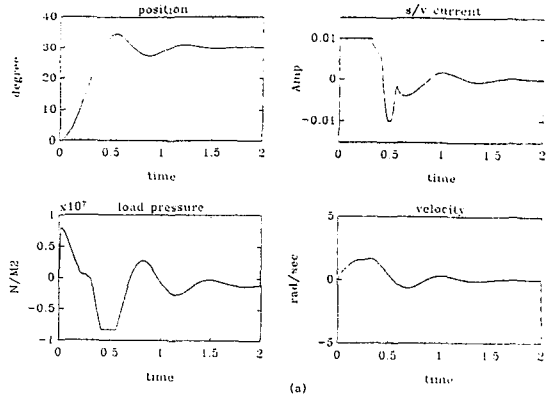 position
40
30
20
10
0
degree
0 0.5 1 1.5 2
time
s/v current
0.01
0
-0.01
Amp
0 0.5 1 1.5 2
time
x10⁷ load pressure
1
0.5
0
-0.5
-1
N/M2
0 0.5 1 1.5 2
time
velocity
5
0
-5
rad/sec
0 0.5 1 1.5 2
time
(a)